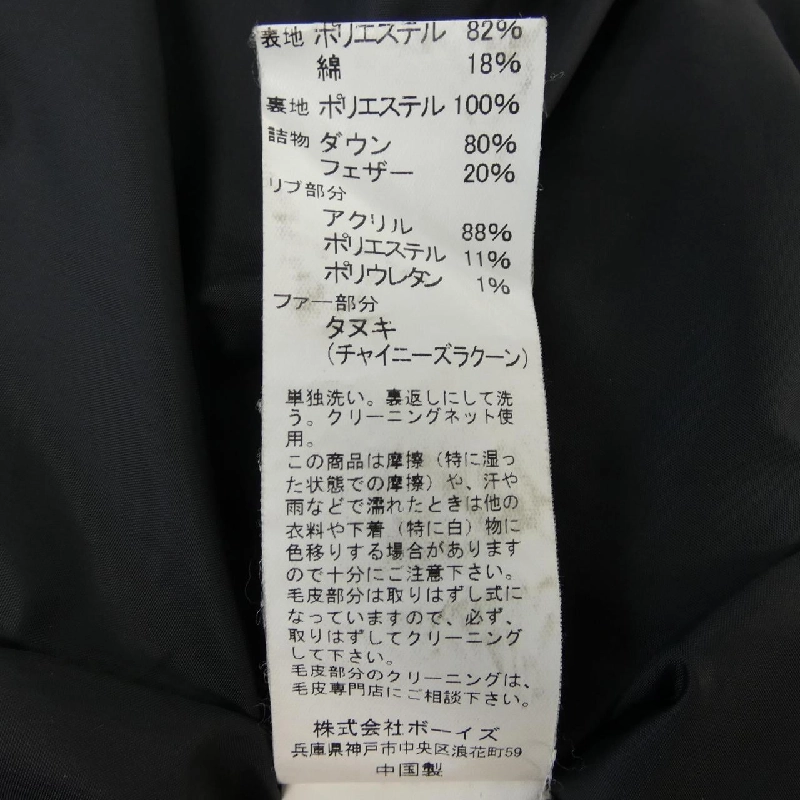 表地 ポリエステル 82%
綿 18%
裏地 ポリエステル 100%
詰物 ダウン 80%
フェザー 20%
リブ部分
アクリル 88%
ポリエステル 11%
ポリウレタン 1%
ファー部分
タヌキ
(チャイニーズラクーン)
単独洗い。裏返しにして洗
う。クリーニングネット使
用。
この商品は摩擦（特に湿っ
た状態での摩擦）や、汗や
雨などで濡れたときは他の
衣料や下着（特に白）物に
色移りする場合があります
ので十分にご注意下さい。
毛皮部分は取りはずし式に
なっていますので、必ず、
取りはずしてクリーニング
して下さい。
毛皮部分のクリーニングは、
毛皮専門店にご相談下さい。
株式会社ボーイズ
兵庫県神戸市中央区浪花町59
中国製